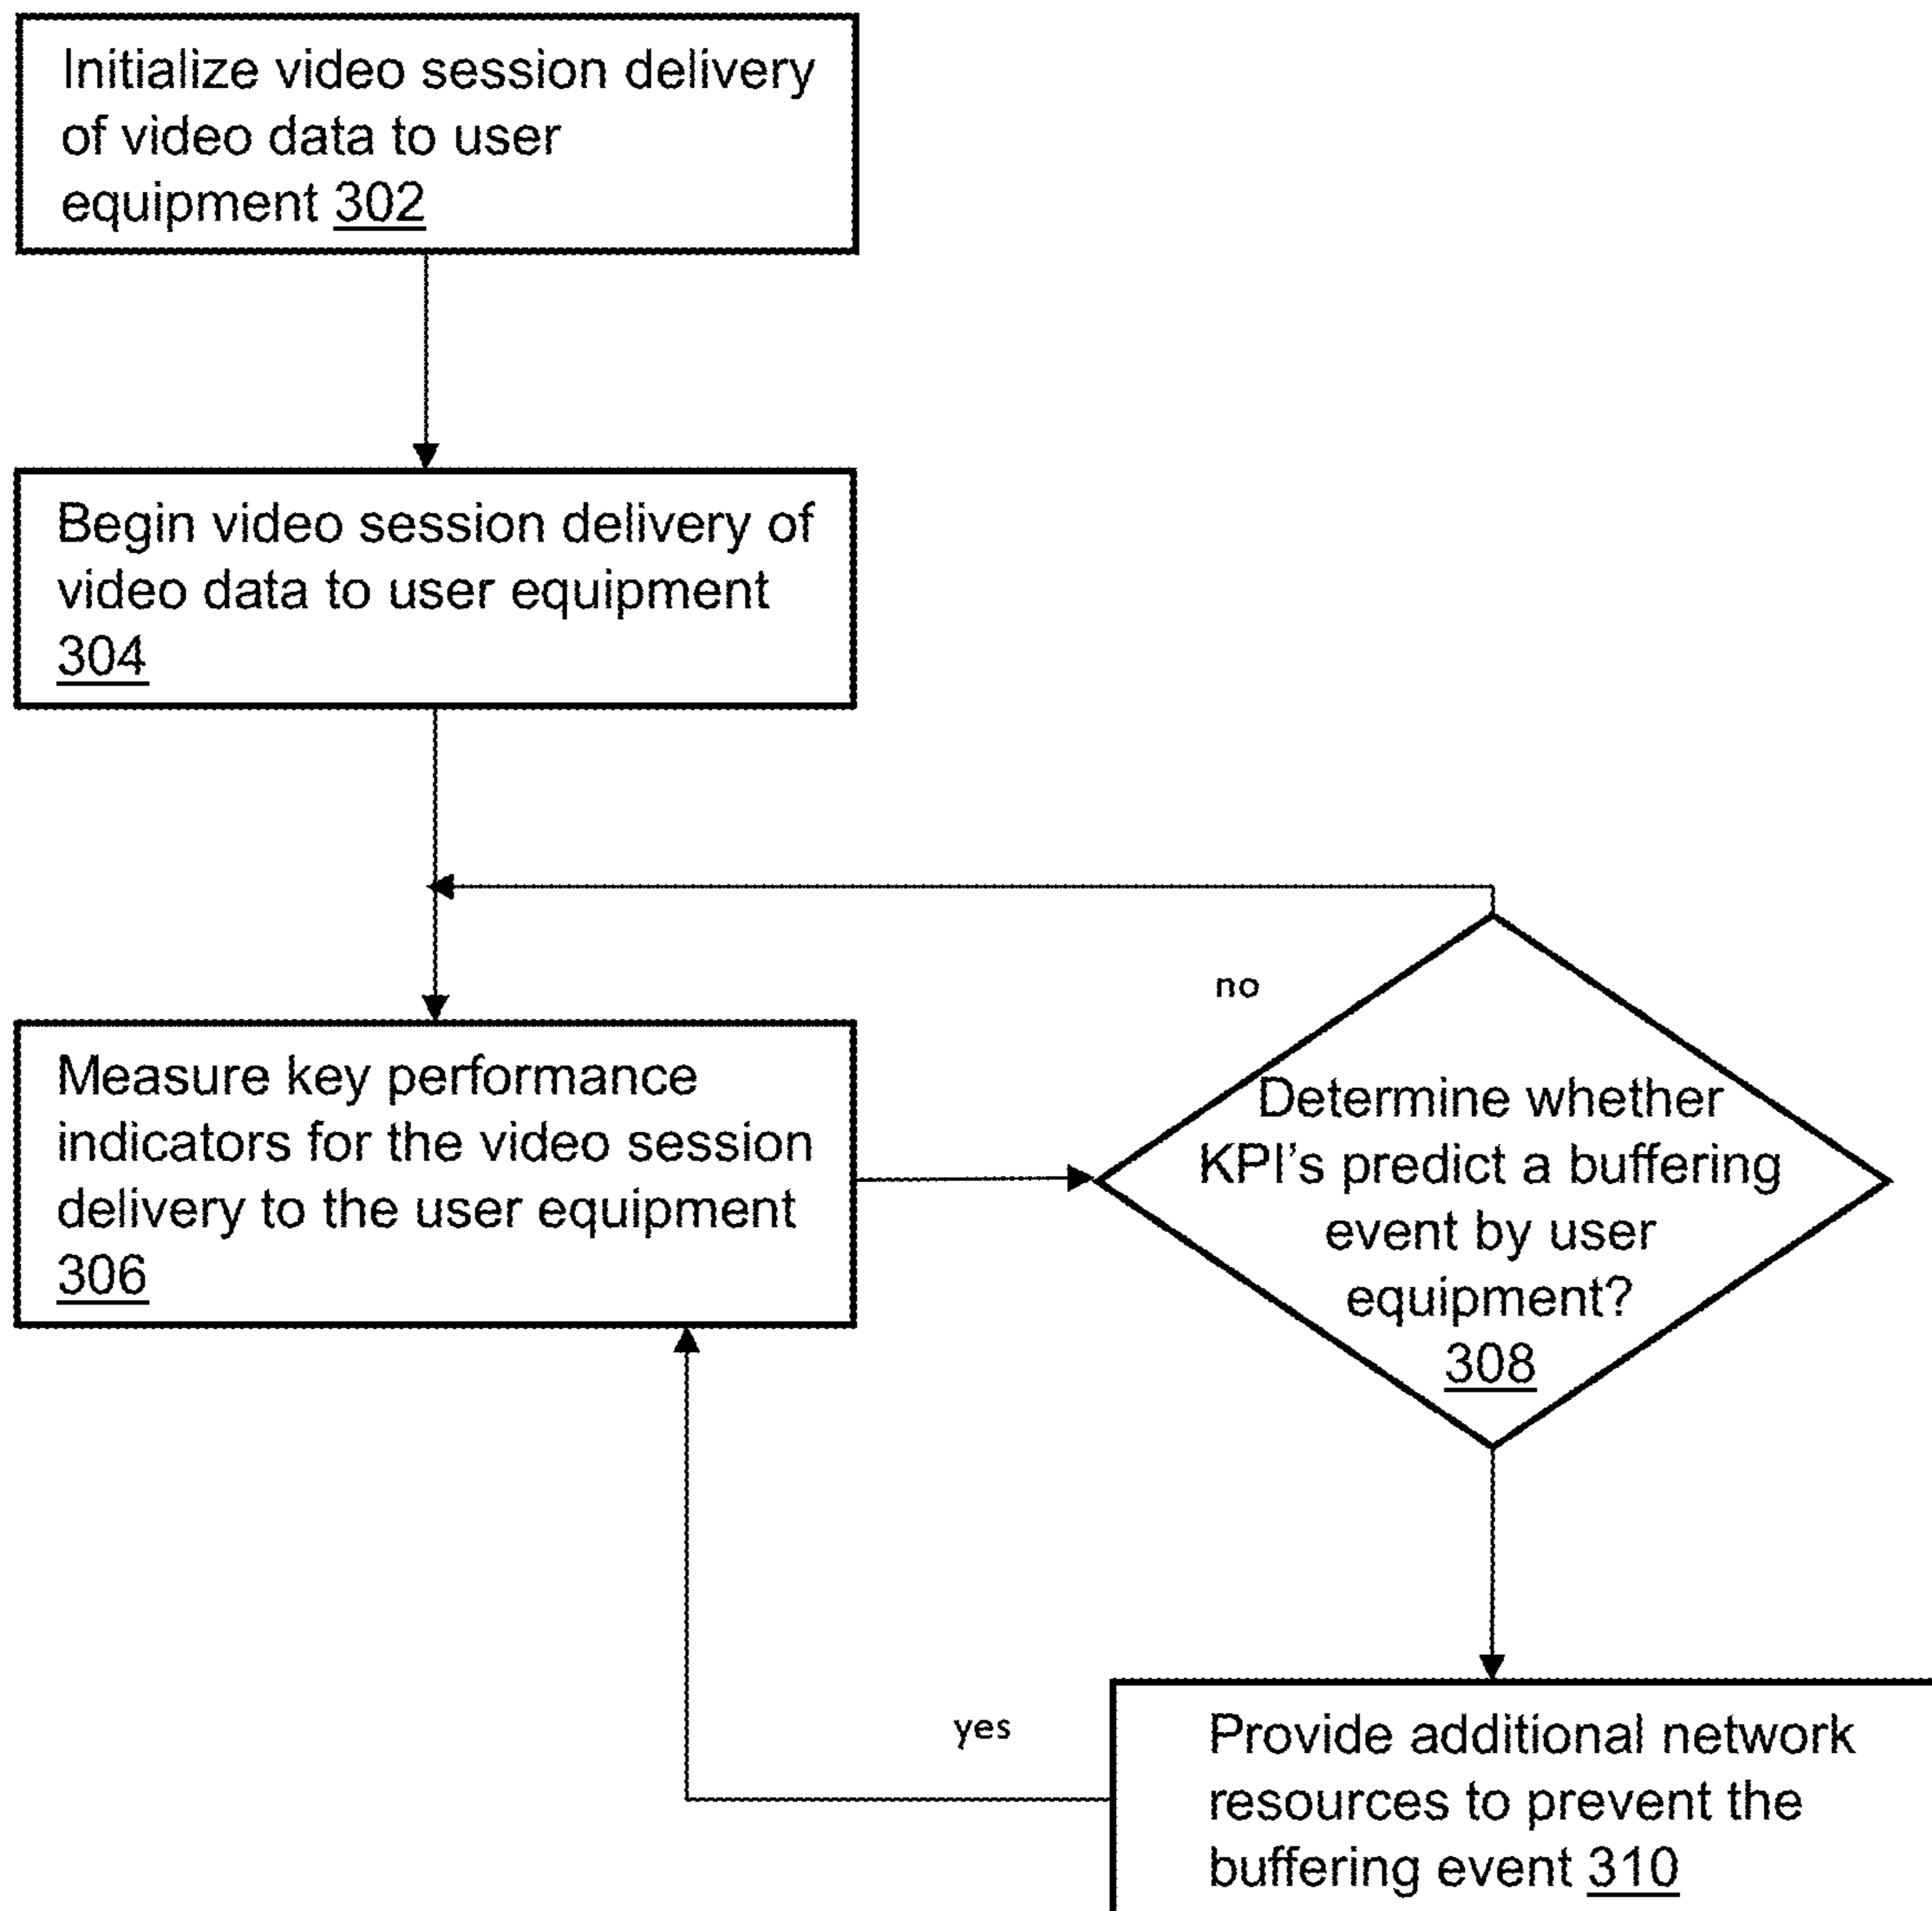 Initialize video session delivery
of video data to user
equipment 302
Begin video session delivery of
video data to user equipment
304
no
Measure key performance
indicators for the video session
delivery to the user equipment
306
Determine whether
KPI's predict a buffering
event by user
equipment?
308
yes
Provide additional network
resources to prevent the
buffering event 310